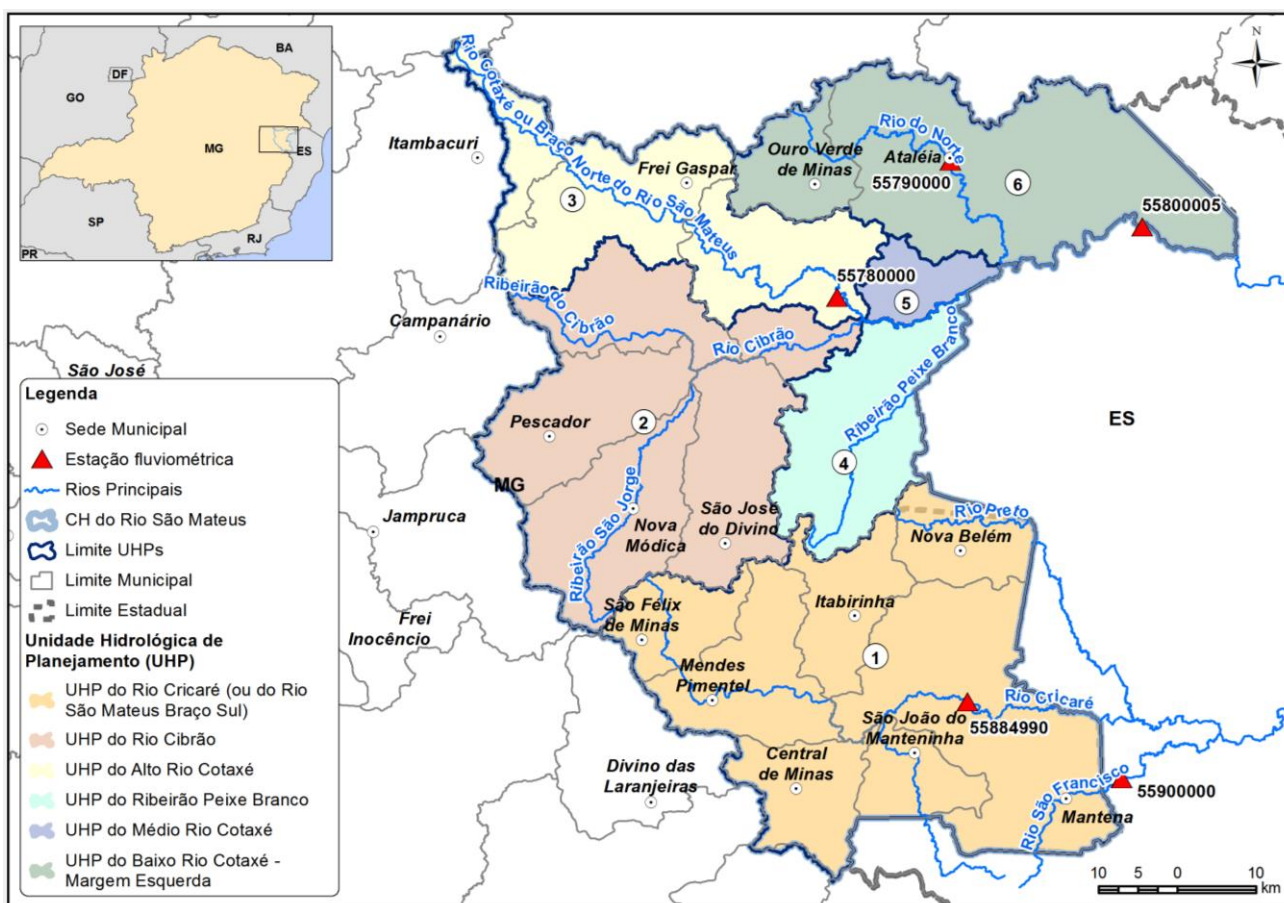 BA
DF
GO
MG
ES
SP
RJ
PR
N
Rio Cotaxé ou Braço Norte do Rio São Mateus
Itambacuri
Frei Gaspar
Ouro Verde
de Minas
Rio do Norte
Ataléia
55790000
6
55800005
3
55780000
5
Ribeirão do Cibrão
Campanário
Rio Cibrão
Ribeirão Peixe Branco
São José
ES
2
Pescador
4
MG
Jampruca
Ribeirão São Jorge
Nova
Módica
São José
do Divino
Rio Preto
Nova Belém
Frei
Inocêncio
São Félix
de Minas
Itabirinha
1
Mendes
Pimentel
Rio Cricaré
55884990
São João do
Manteninha
Divino das
Laranjeiras
Central
de Minas
Rio São Francisco
55900000
Mantena
Legenda
Sede Municipal
Estação fluviométrica
Rios Principais
CH do Rio São Mateus
Limite UHPs
Limite Municipal
Limite Estadual
Unidade Hidrológica de
Planejamento (UHP)
UHP do Rio Cricaré (ou do Rio
São Mateus Braço Sul)
UHP do Rio Cibrão
UHP do Alto Rio Cotaxé
UHP do Ribeirão Peixe Branco
UHP do Médio Rio Cotaxé
UHP do Baixo Rio Cotaxé -
Margem Esquerda
10 5 0 10
km